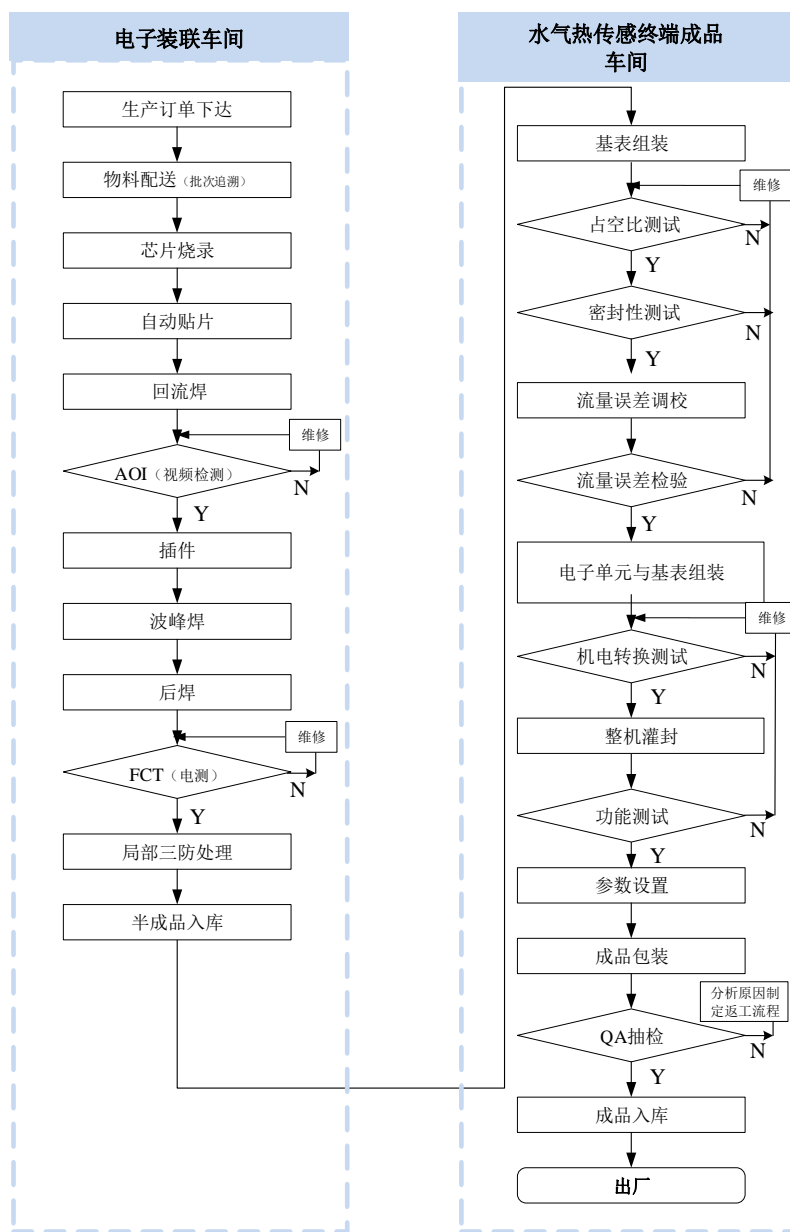 电子装联车间
生产订单下达
物料配送（批次追溯）
芯片烧录
自动贴片
回流焊
维修
AOI（视频检测）
N
Y
插件
波峰焊
后焊
维修
FCT（电测）
N
Y
局部三防处理
半成品入库
水气热传感终端成品
车间
基表组装
维修
占空比测试
N
Y
密封性测试
N
Y
流量误差调校
流量误差检验
N
Y
电子单元与基表组装
维修
机电转换测试
N
Y
整机灌封
功能测试
N
Y
参数设置
成品包装
分析原因制
定返工流程
QA抽检
N
Y
成品入库
出厂